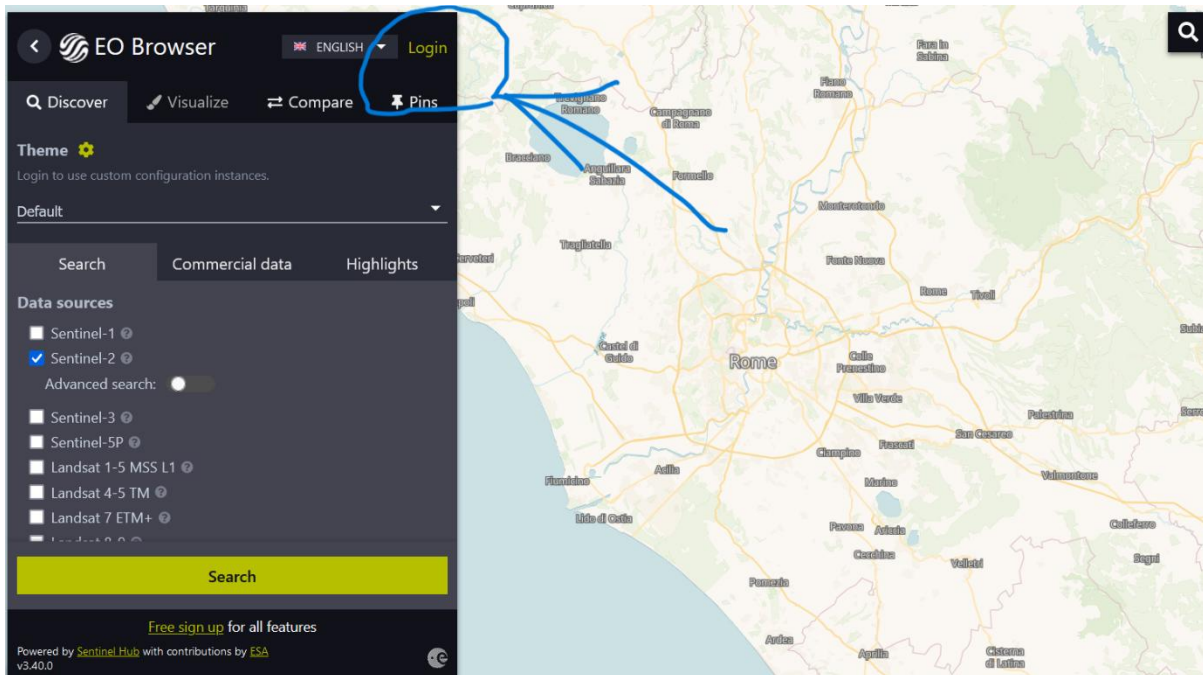 EO Browser
ENGLISH
Login
Discover
Visualize
Compare
Pins
Theme
Login to use custom configuration instances.
Default
Search
Commercial data
Highlights
Data sources
Sentinel-1
Sentinel-2
Advanced search:
Sentinel-3
Sentinel-5P
Landsat 1-5 MSS L1
Landsat 4-5 TM
Landsat 7 ETM+
Search
Free sign up for all features
Powered by Sentinel Hub with contributions by ESA
v3.40.0
Fara in
Sabina
Fiano
Romano
Romano
Campagnano
di Roma
Bracciano
Anguillara
Sabazia
Formello
Monterotondo
Tragliatella
Fonte Nuova
Rome
Tivoli
Castel di
Guido
Rome
Colle
Prenestino
Villa Verde
Palestrina
San Cesareo
Frascati
Ciampino
Acilia
Fiumicino
Marino
Valmontone
Lido di Ostia
Pavona
Ariccia
Colleferro
Cecchina
Velletri
Segni
Pomezia
Ardea
Aprilia
Cisterna
di Latina